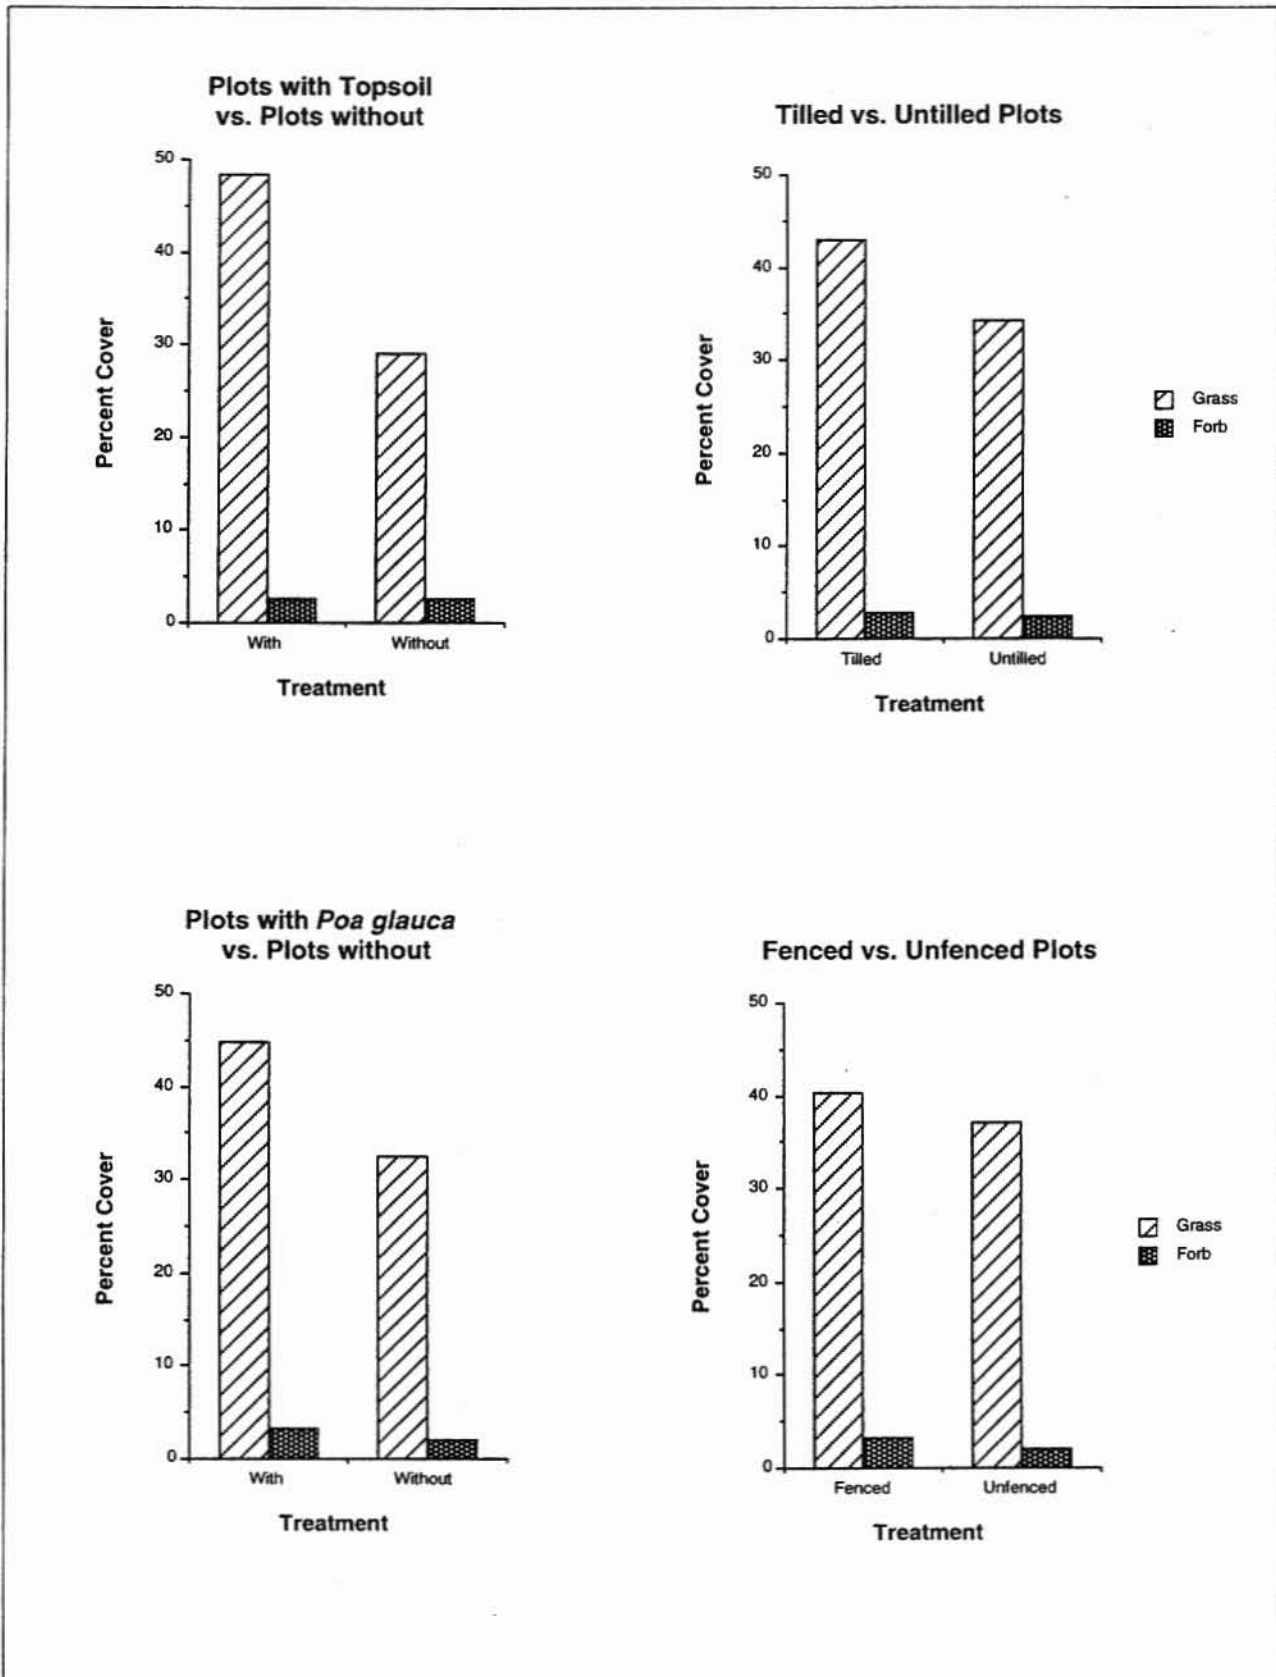 Plots with Topsoil
vs. Plots without
50
40
30
20
10
0
Percent Cover
With
Without
Treatment
Tilled vs. Untilled Plots
50
40
30
20
10
0
Percent Cover
Tilled
Untilled
Treatment
Grass
Forb
Plots with Poa glauca
vs. Plots without
50
40
30
20
10
0
Percent Cover
With
Without
Treatment
Fenced vs. Unfenced Plots
50
40
30
20
10
0
Percent Cover
Fenced
Unfenced
Treatment
Grass
Forb